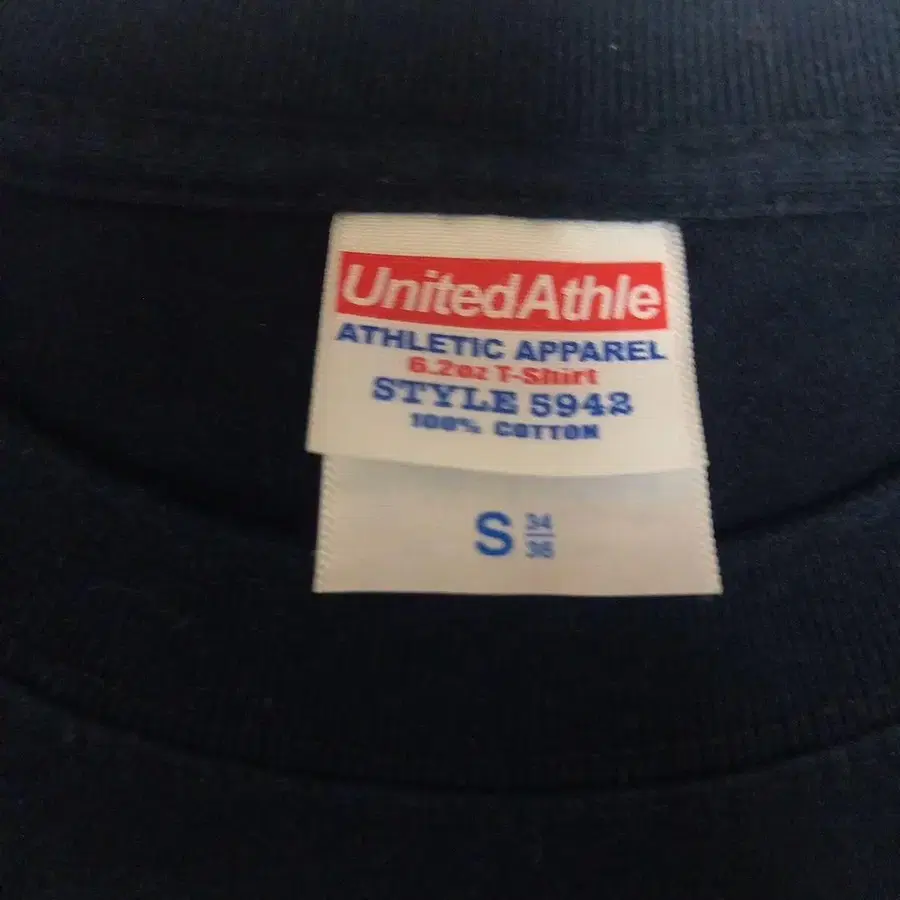 UnitedAthle
ATHLETIC APPAREL
6.2oz T-Shirt
STYLE 5942
100% COTTON
S 34
36